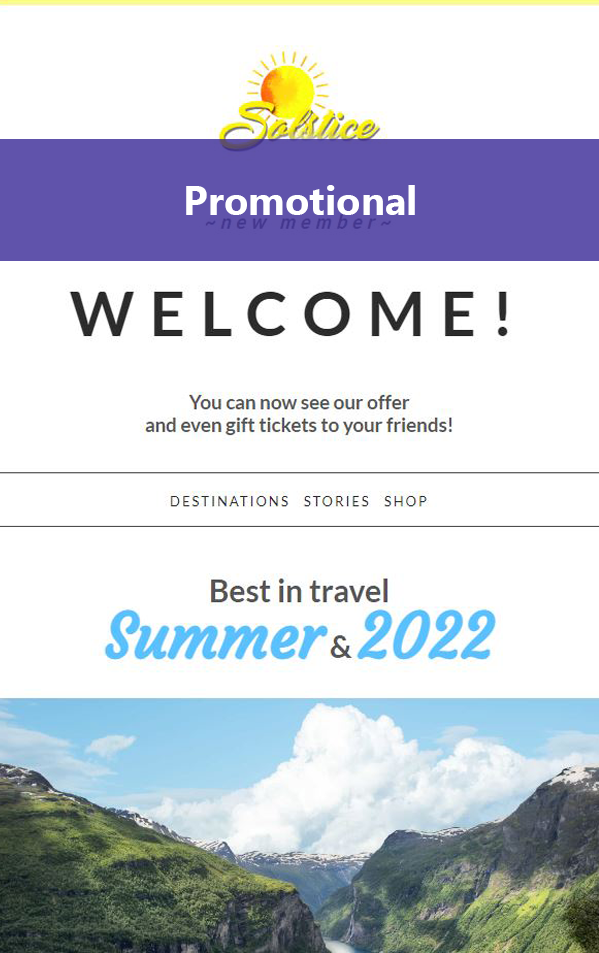 Solstice
Promotional
~new member~
WELCOME!
You can now see our offer
and even gift tickets to your friends!
DESTINATIONS STORIES SHOP
Best in travel
Summer & 2022